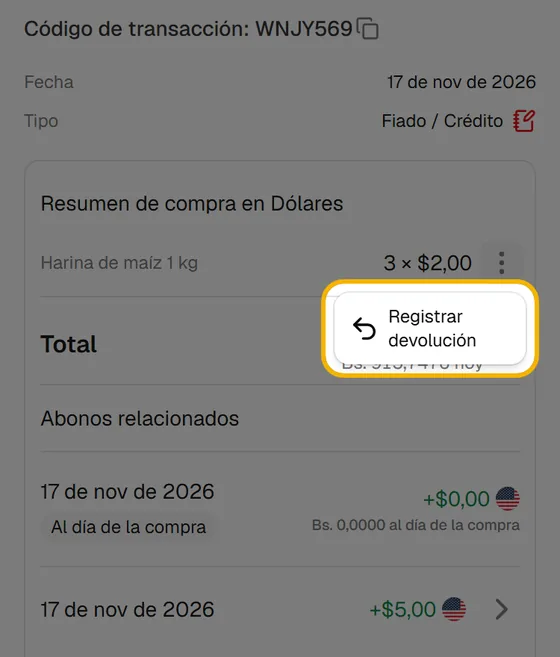 Código de transacción: WNJY569
Fecha 17 de nov de 2026
Tipo Fiado / Crédito
Resumen de compra en Dólares
Harina de maíz 1 kg 3 × $2,00
Registrar
devolución
Total
Abonos relacionados
17 de nov de 2026 +$0,00
Al día de la compra Bs. 0,0000 al día de la compra
17 de nov de 2026 +$5,00